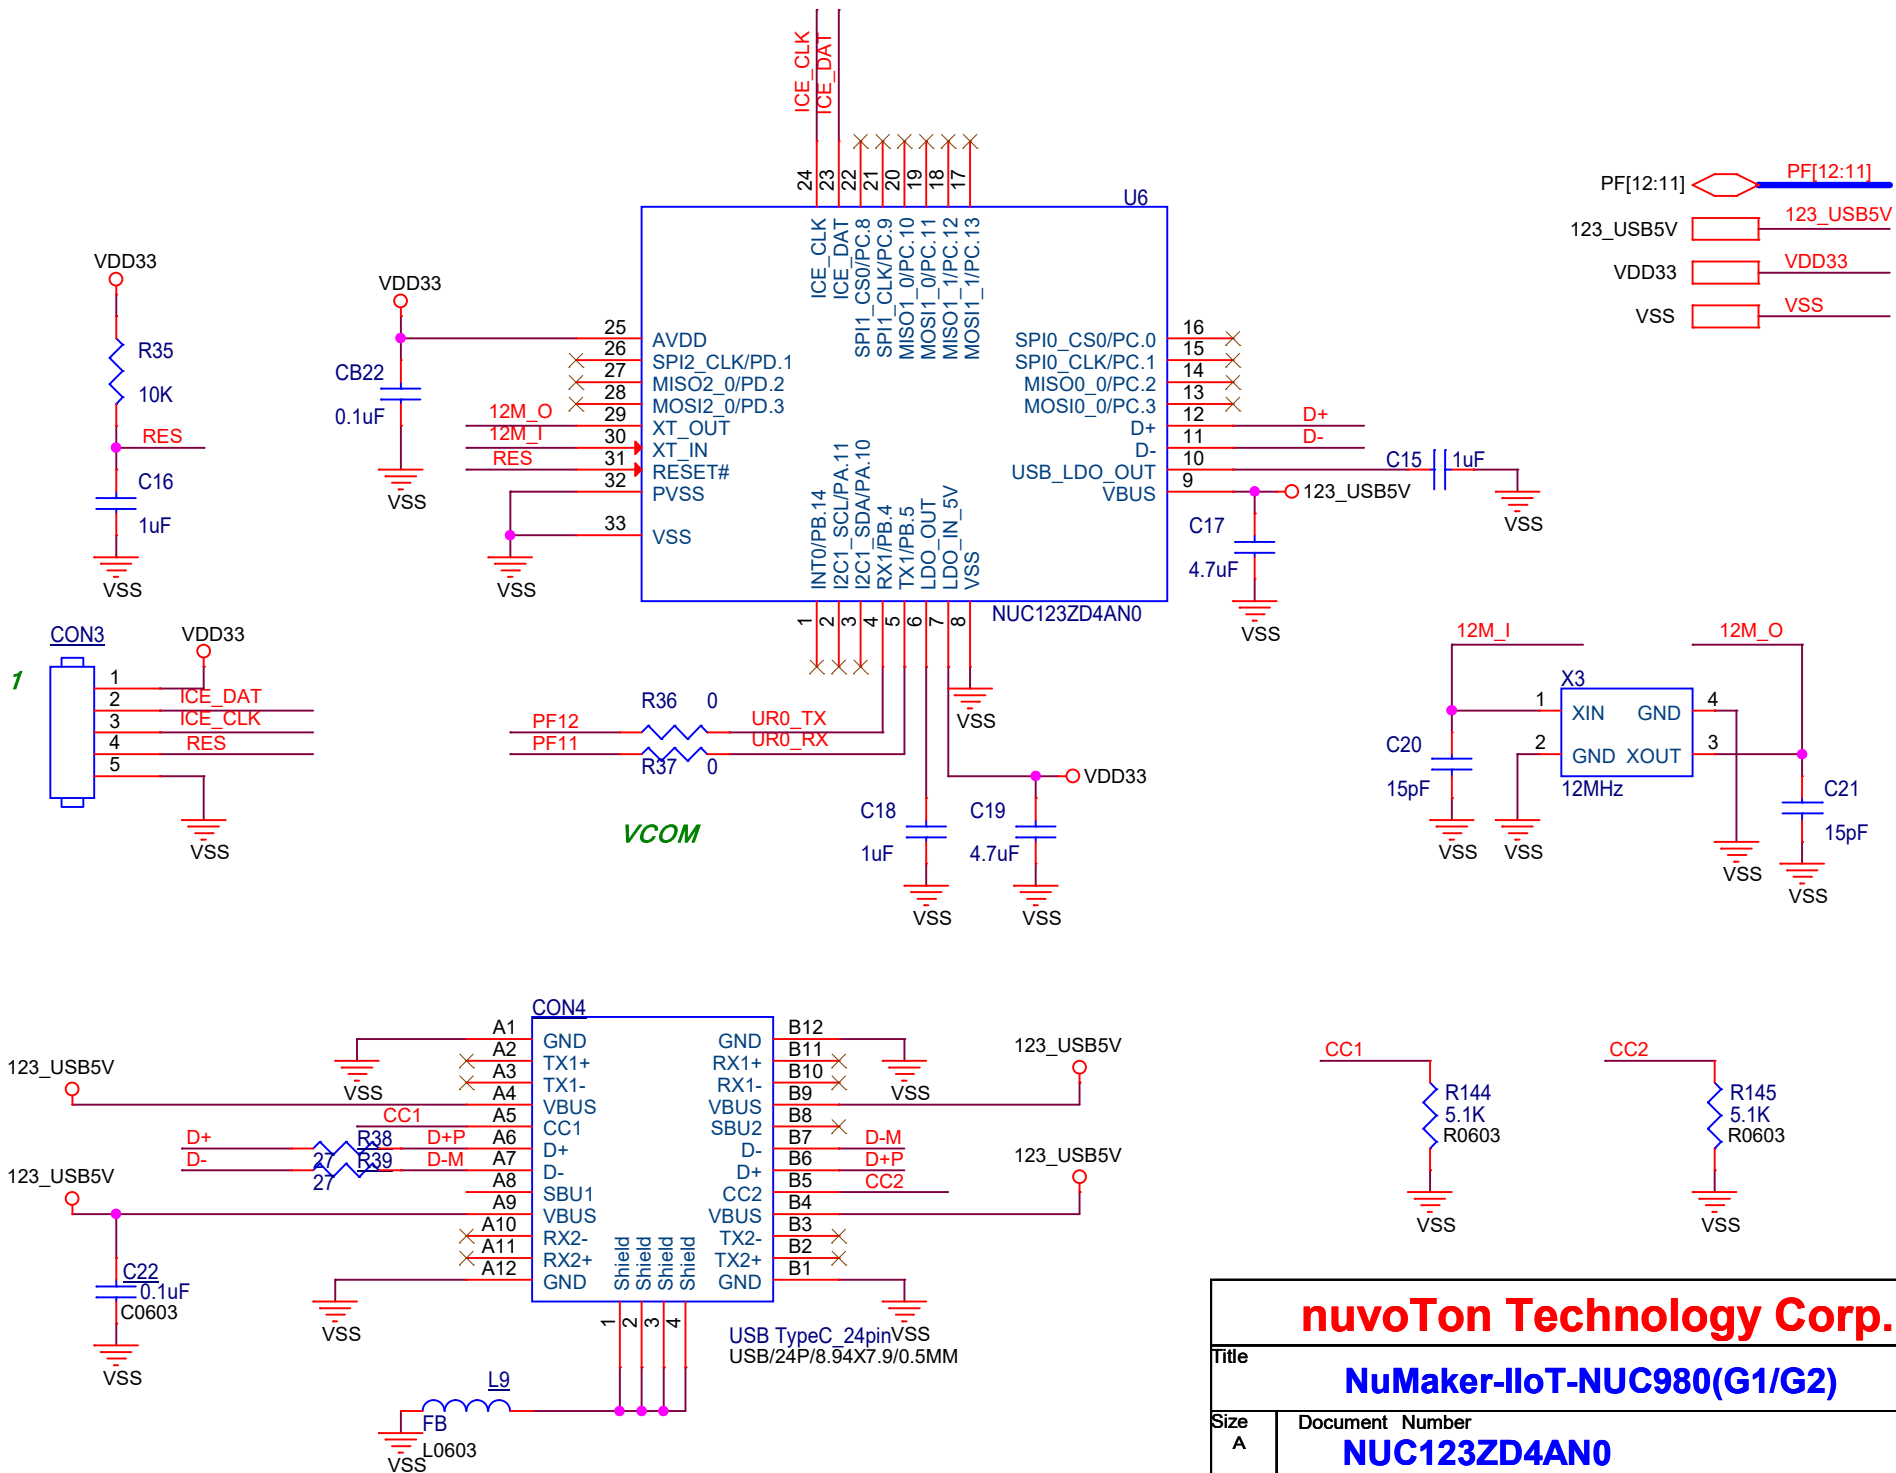 ICE_CLK
ICE_DAT
24
23
22
21
20
19
18
17
U6
ICE_CLK
ICE_DAT
SPI1_CS0/PC.8
SPI1_CLK/PC.9
MISO1_0/PC.10
MOSI1_0/PC.11
MISO1_1/PC.12
MOSI1_1/PC.13
PF[12:11] PF[12:11]
123_USB5V 123_USB5V
VDD33 VDD33
VSS VSS
VDD33
R35
10K
RES
C16
1uF
VSS
VDD33
CB22
0.1uF
VSS
25 AVDD
26 SPI2_CLK/PD.1
27 MISO2_0/PD.2
28 MOSI2_0/PD.3
12M_O 29 XT_OUT
12M_I 30 XT_IN
RES 31 RESET#
32 PVSS
33 VSS
VSS
SPI0_CS0/PC.0 16
SPI0_CLK/PC.1 15
MISO0_0/PC.2 14
MOSI0_0/PC.3 13
D+ 12 D+
D- 11 D-
USB_LDO_OUT 10
VBUS 9
C15 1uF
VSS
123_USB5V
C17
4.7uF
VSS
INT0/PB.14
I2C1_SCL/PA.11
I2C1_SDA/PA.10
RX1/PB.4
TX1/PB.5
LDO_OUT
LDO_IN_5V
VSS
NUC123ZD4AN0
1
2
3
4
5
6
7
8
VSS
CON3
1
VDD33
1
2 ICE_DAT
3 ICE_CLK
4 RES
5
VSS
R36 0
PF12 UR0_TX
PF11 UR0_RX
R37 0
VDD33
VCOM
C18
1uF
VSS
C19
4.7uF
VSS
12M_I 12M_O
X3
1 XIN GND 4
2 GND XOUT 3
12MHz
C20
15pF
VSS
VSS
VSS
C21
15pF
VSS
CON4
A1 GND
A2 TX1+
A3 TX1-
A4 VBUS
CC1 A5 CC1
D+ R38 27 D+P A6 D+
D- R39 27 D-M A7 D-
A8 SBU1
A9 VBUS
A10 RX2-
A11 RX2+
A12 GND
VSS
123_USB5V
123_USB5V
C22
0.1uF
C0603
VSS
VSS
GND B12
RX1+ B11
RX1- B10
VBUS B9
SBU2 B8
D- B7 D-M
D+ B6 D+P
CC2 B5 CC2
VBUS B4
TX2- B3
TX2+ B2
GND B1
VSS
123_USB5V
123_USB5V
VSS
Shield
Shield
Shield
Shield
1
2
3
4
USB TypeC_24pin
USB/24P/8.94X7.9/0.5MM
L9
FB
L0603
VSS
CC1
R144
5.1K
R0603
VSS
CC2
R145
5.1K
R0603
VSS
nuvoTon Technology Corp.
Title
NuMaker-IIoT-NUC980(G1/G2)
Size
A
Document Number
NUC123ZD4AN0